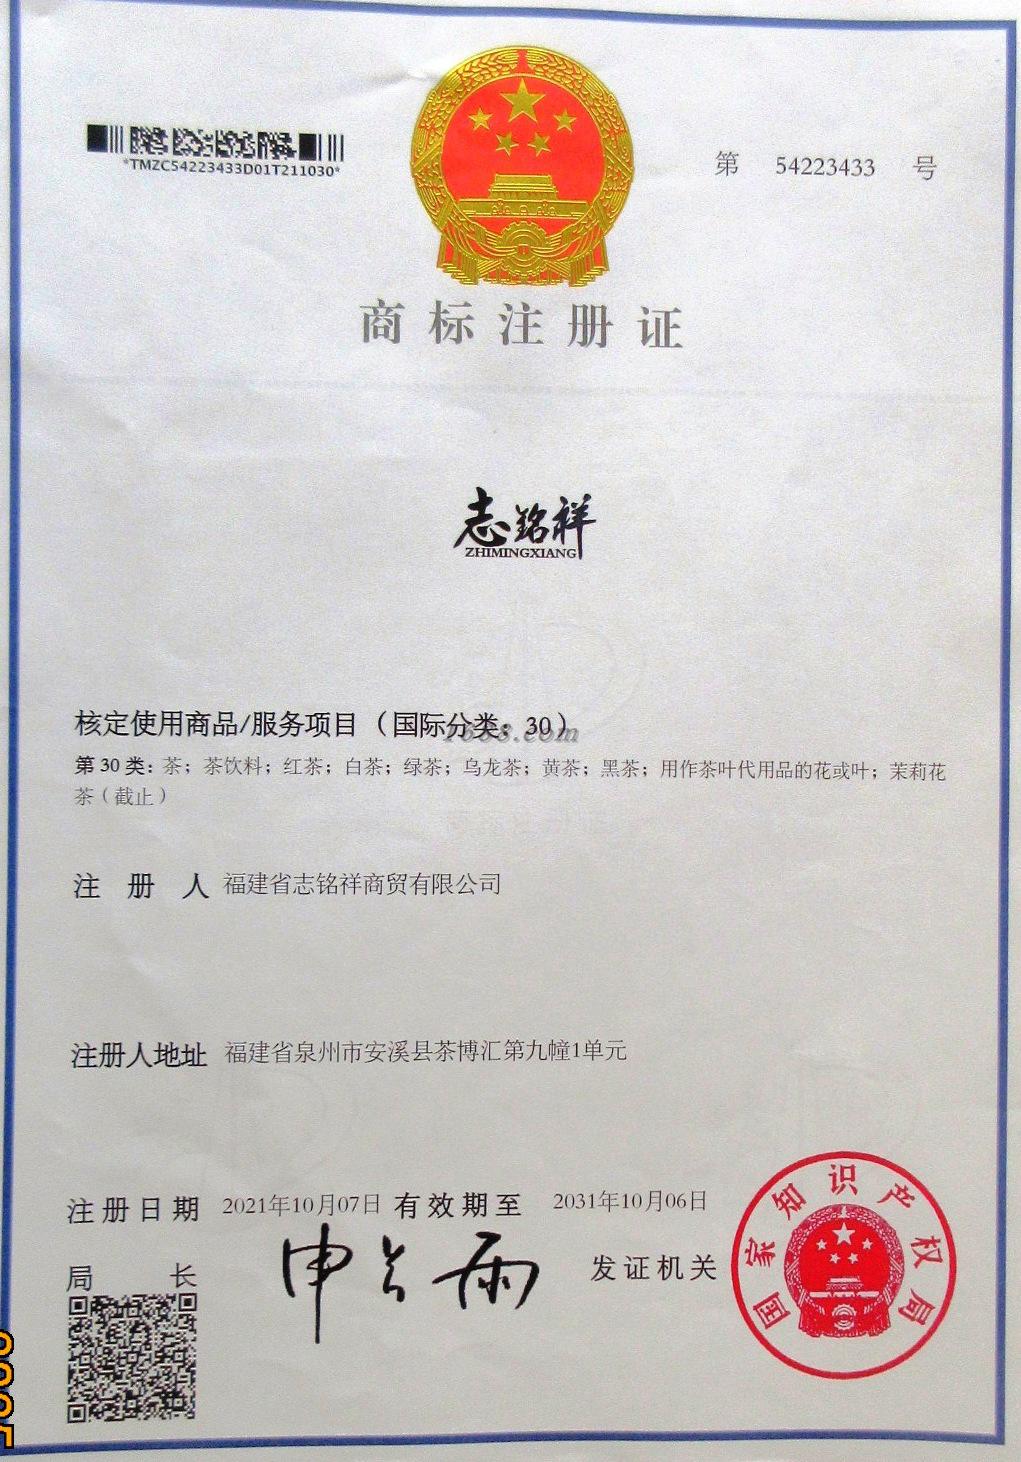 *TMZC54223433D01T211030*
第 54223433 号
商标注册证
志铭祥
ZHIMINGXIANG
核定使用商品/服务项目（国际分类：30）
1688.com
第 30 类：茶；茶饮料；红茶；白茶；绿茶；乌龙茶；黄茶；黑茶；用作茶叶代用品的花或叶；茉莉花
茶（截止）
注册人 福建省志铭祥商贸有限公司
注册人地址 福建省泉州市安溪县茶博汇第九幢1单元
注册日期 2021年10月07日 有效期至 2031年10月06日
局长 申长雨 发证机关
国家知识产权局